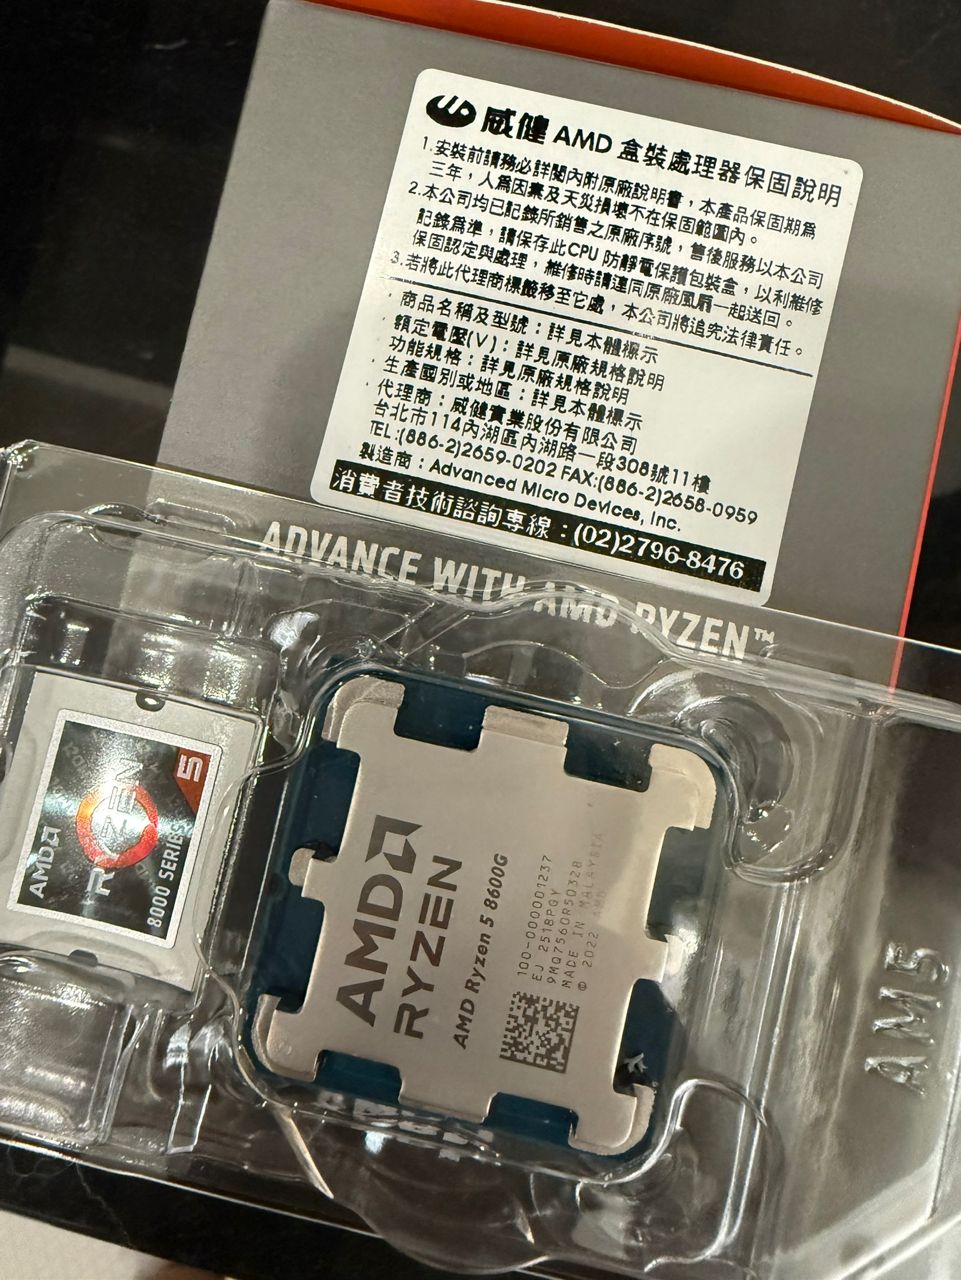 威健 AMD 盒裝處理器保固說明
1.安裝前請務必詳閱內附原廠說明書，本產品保固期為
三年，人為因素及天災損壞不在保固範圍內。
2.本公司均已記錄所銷售之原廠序號，售後服務以本公司
記錄為準，請保存此CPU 防靜電保護包裝盒，以利維修
保固認定與處理，維修時請連同原廠風扇一起送回。
3.若將此代理商標籤移至它處，本公司將追究法律責任。
· 商品名稱及型號：詳見本體標示
· 額定電壓(V)：詳見原廠規格說明
· 功能規格：詳見原廠規格說明
· 生產國別或地區：詳見本體標示
· 代理商：威健實業股份有限公司
台北市114內湖區內湖路一段308號11樓
TEL:(886-2)2659-0202 FAX:(886-2)2658-0959
製造商：Advanced Micro Devices, Inc.
消費者技術諮詢專線：(02)2796-8476
ADVANCE WITH AMD RYZEN™
AMD
RYZEN
5
8000 SERIES
AMD
RYZEN
AMD Ryzen 5 8600G
100-000001237
EJ 2518PGY
9MQ7560R50328
MADE IN MALAYSIA
© 2022 AMD
AM5